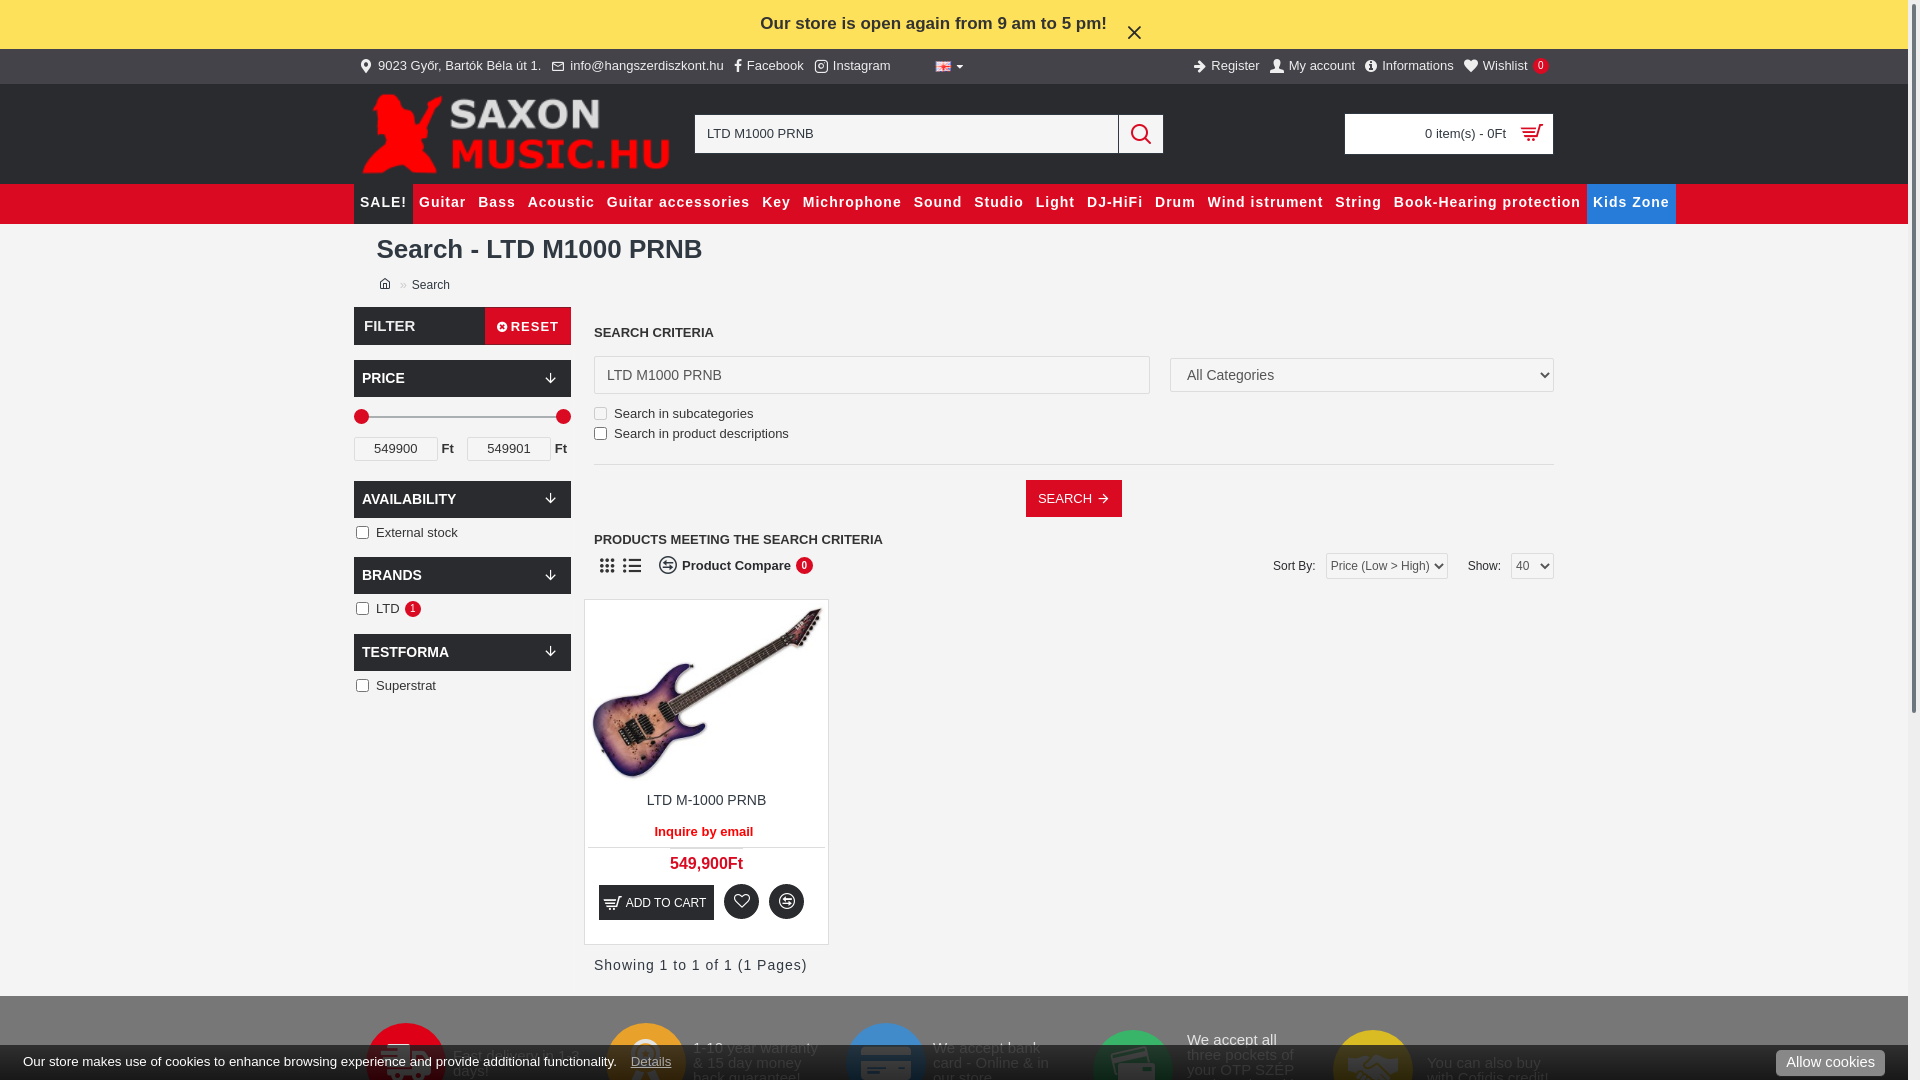 Our store is open again from 9 am to 5 pm!
9023 Győr, Bartók Béla út 1. info@hangszerdiszkont.hu Facebook Instagram Register My account Informations Wishlist 0
SAXON
MUSIC.HU
LTD M1000 PRNB
0 item(s) - 0Ft
SALE! Guitar Bass Acoustic Guitar accessories Key Michrophone Sound Studio Light DJ-HiFi Drum Wind istrument String Book-Hearing protection Kids Zone
Search - LTD M1000 PRNB
» Search
FILTER RESET
SEARCH CRITERIA
PRICE
LTD M1000 PRNB All Categories
Search in subcategories
Search in product descriptions
549900 Ft 549901 Ft
AVAILABILITY
SEARCH
External stock
PRODUCTS MEETING THE SEARCH CRITERIA
BRANDS
Product Compare 0 Sort By: Price (Low > High) Show: 40
LTD 1
TESTFORMA
Superstrat
LTD M-1000 PRNB
Inquire by email
549,900Ft
ADD TO CART
Showing 1 to 1 of 1 (1 Pages)
We accept all
three pockets of
your OTP SZÉP
1-10 year warranty
& 15 day money
back guarantee!
We accept bank
card - Online & in
our store
You can also buy
with Cofidis credit!
days!
Our store makes use of cookies to enhance browsing experience and provide additional functionality. Details Allow cookies